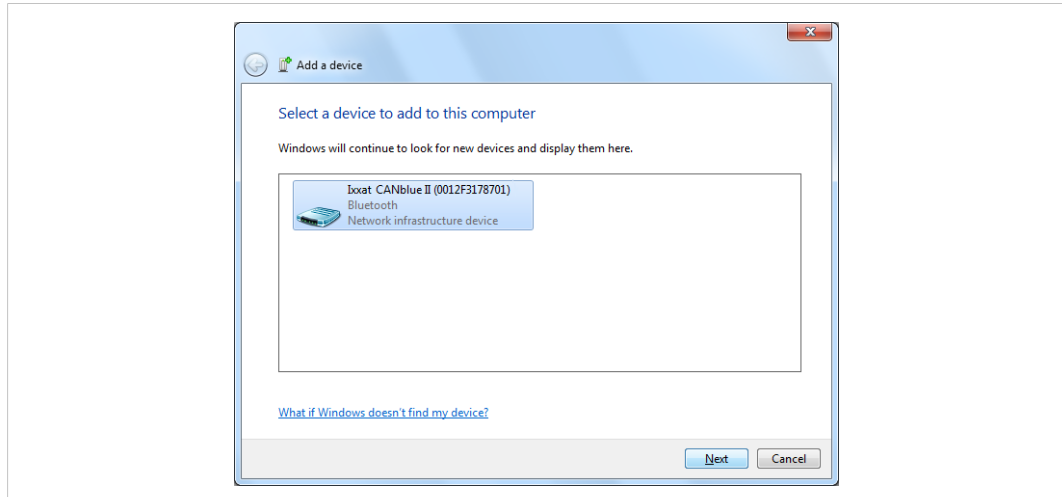 Add a device
Select a device to add to this computer
Windows will continue to look for new devices and display them here.
Ixxat CANblue II (0012F3178701)
Bluetooth
Network infrastructure device
What if Windows doesn't find my device?
Next Cancel